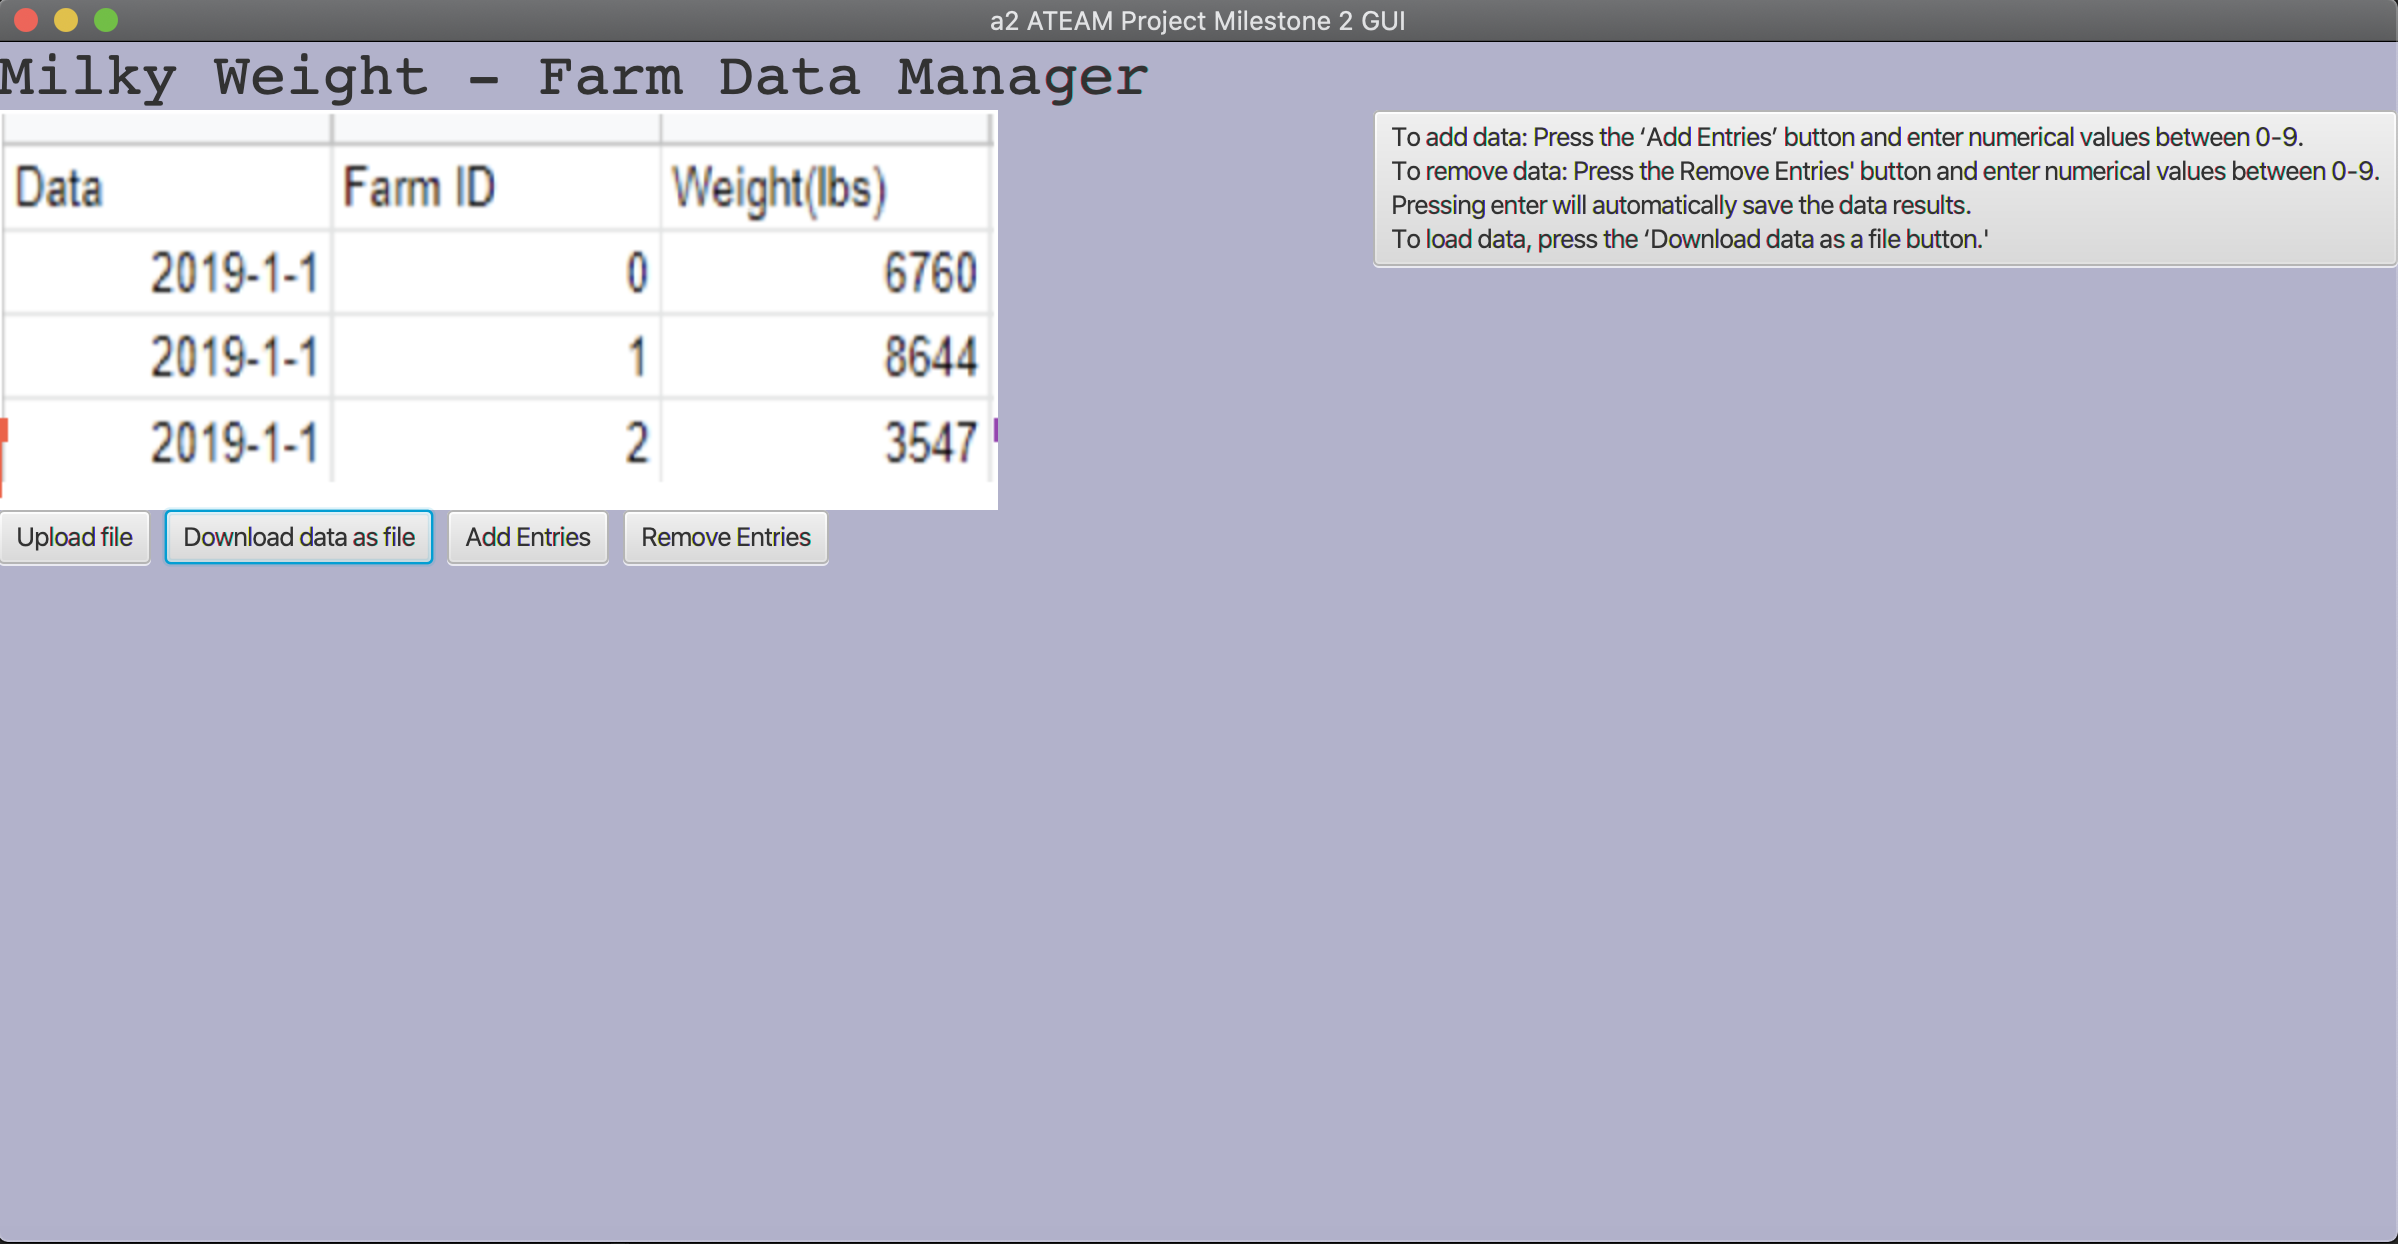 a2 ATEAM Project Milestone 2 GUI
Milky Weight - Farm Data Manager
Data Farm ID Weight(lbs)
2019-1-1 0 6760
2019-1-1 1 8644
2019-1-1 2 3547
Upload file Download data as file Add Entries Remove Entries
To add data: Press the ‘Add Entries’ button and enter numerical values between 0-9.
To remove data: Press the Remove Entries' button and enter numerical values between 0-9.
Pressing enter will automatically save the data results.
To load data, press the ‘Download data as a file button.'